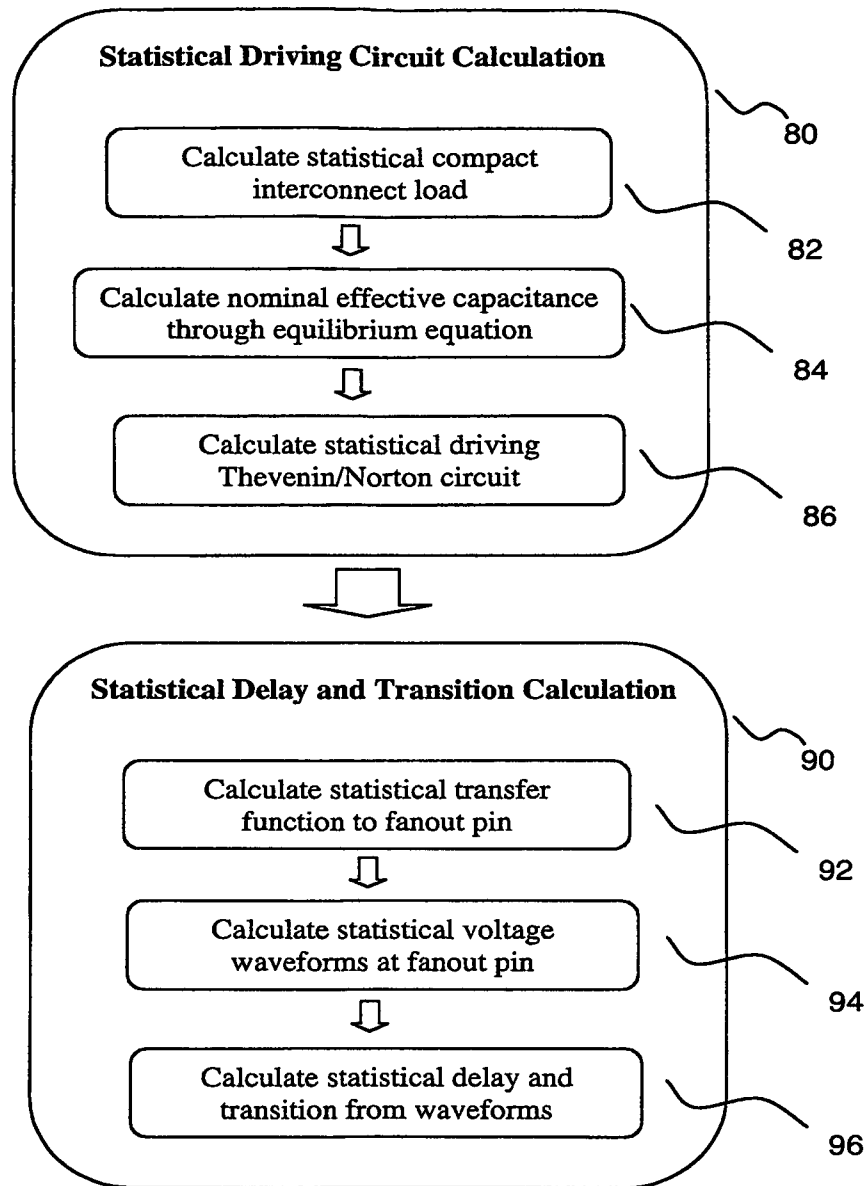 Statistical Driving Circuit Calculation
80
Calculate statistical compact
interconnect load
82
Calculate nominal effective capacitance
through equilibrium equation
84
Calculate statistical driving
Thevenin/Norton circuit
86
Statistical Delay and Transition Calculation
90
Calculate statistical transfer
function to fanout pin
92
Calculate statistical voltage
waveforms at fanout pin
94
Calculate statistical delay and
transition from waveforms
96